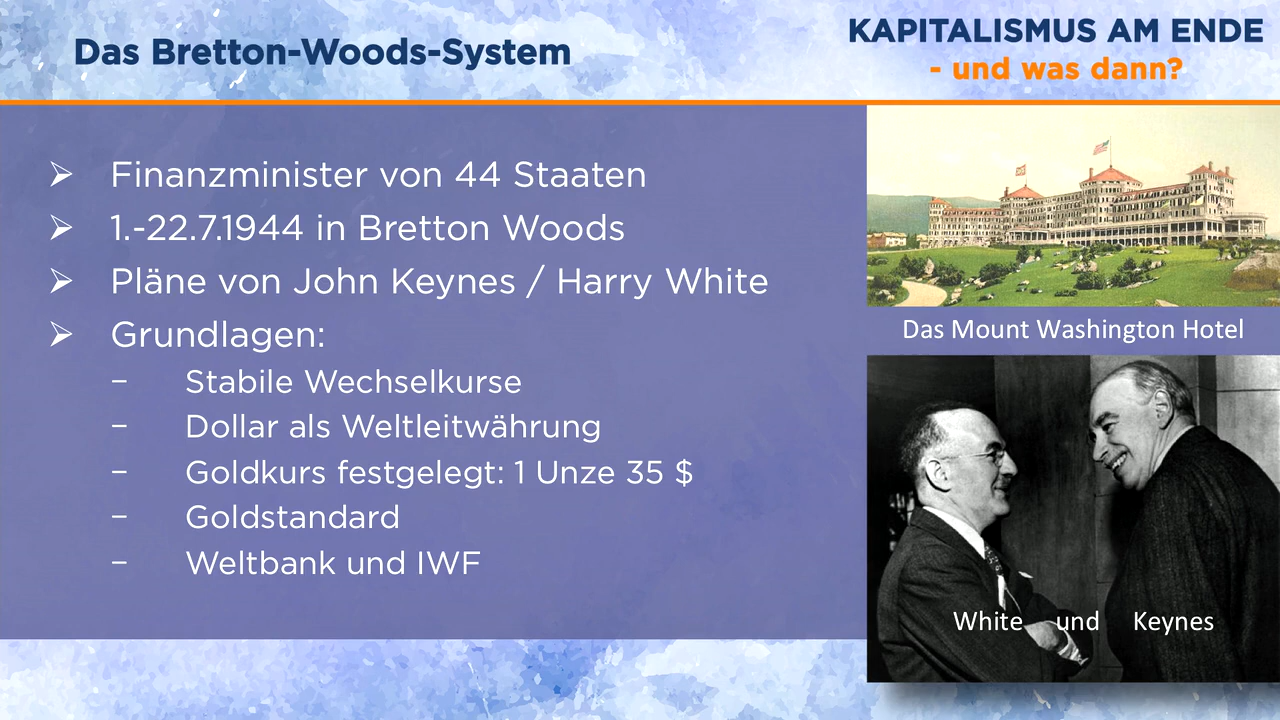 Das Bretton-Woods-System
KAPITALISMUS AM ENDE
- und was dann?
➢ Finanzminister von 44 Staaten
➢ 1.-22.7.1944 in Bretton Woods
➢ Pläne von John Keynes / Harry White
➢ Grundlagen:
– Stabile Wechselkurse
– Dollar als Weltleitwährung
– Goldkurs festgelegt: 1 Unze 35 $
– Goldstandard
– Weltbank und IWF
Das Mount Washington Hotel
White und Keynes